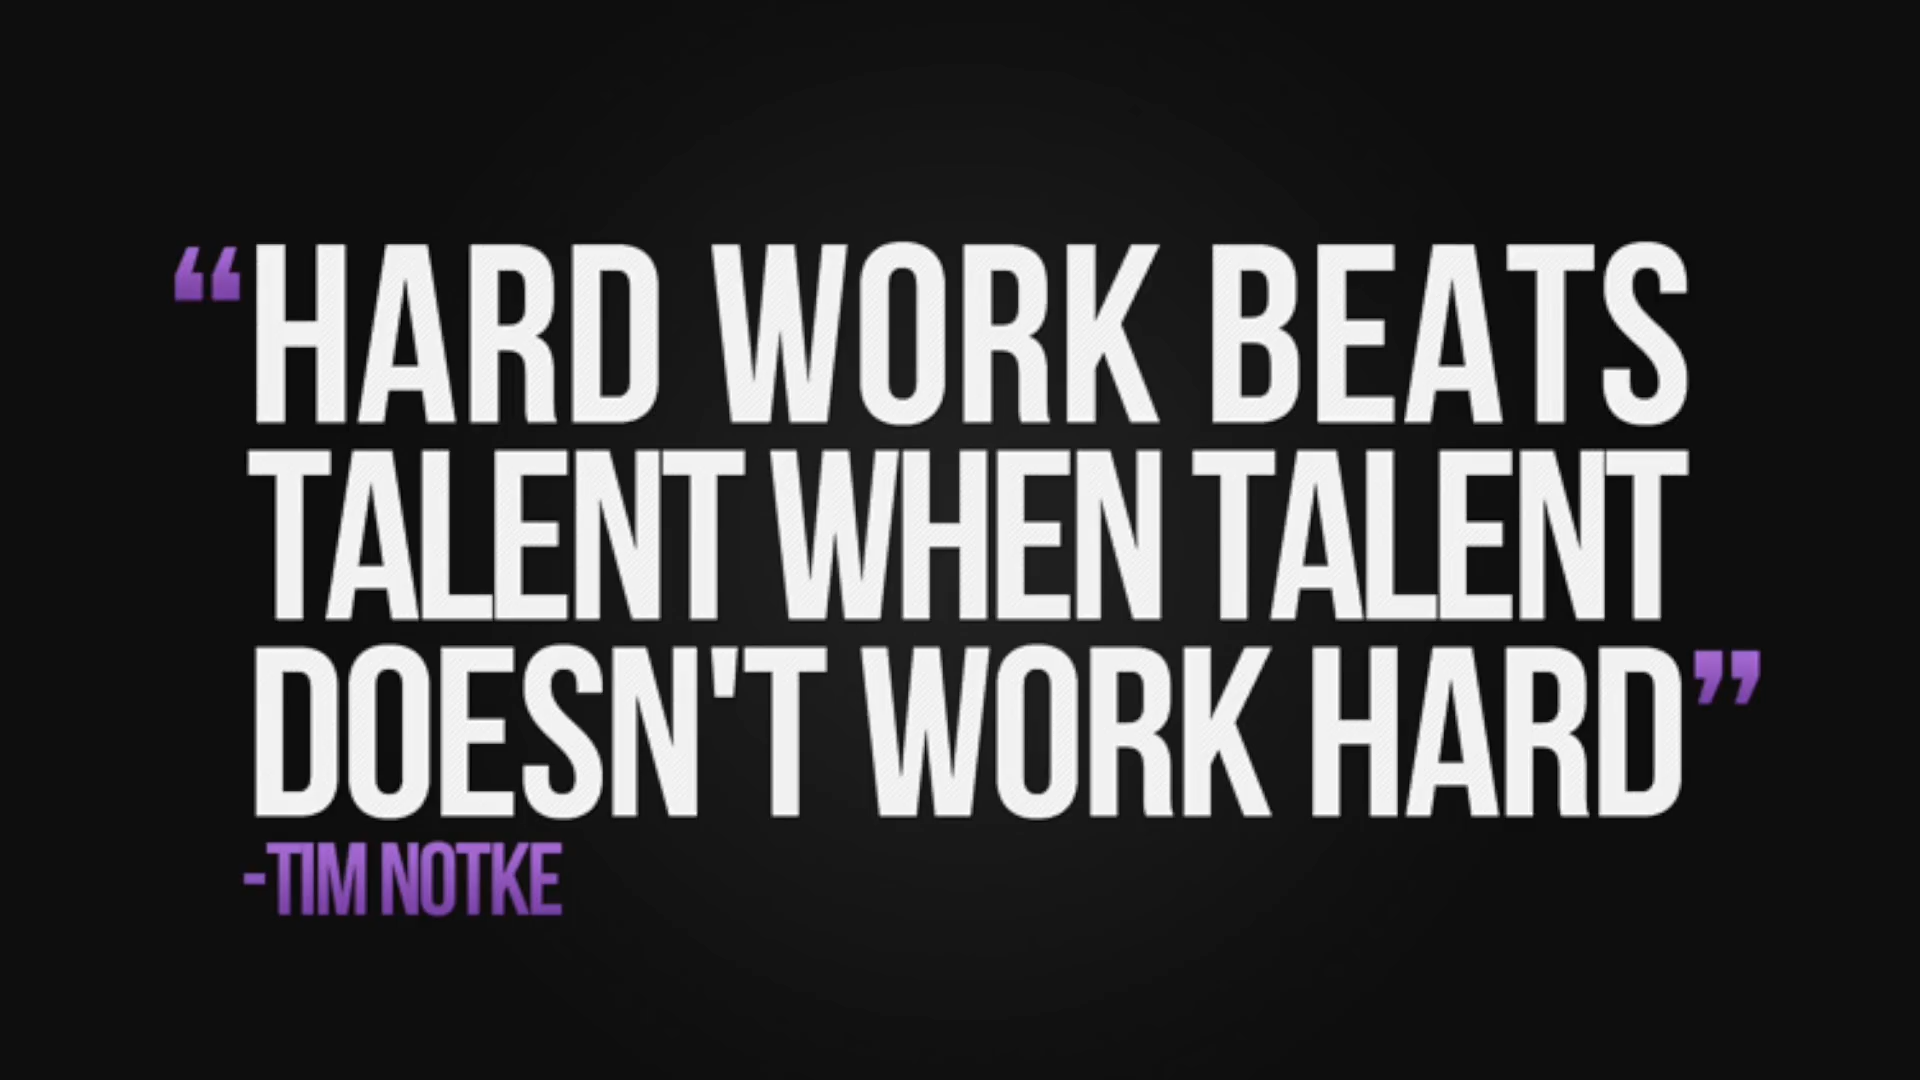 “HARD WORK BEATS
TALENT WHEN TALENT
DOESN'T WORK HARD”
-TIM NOTKE